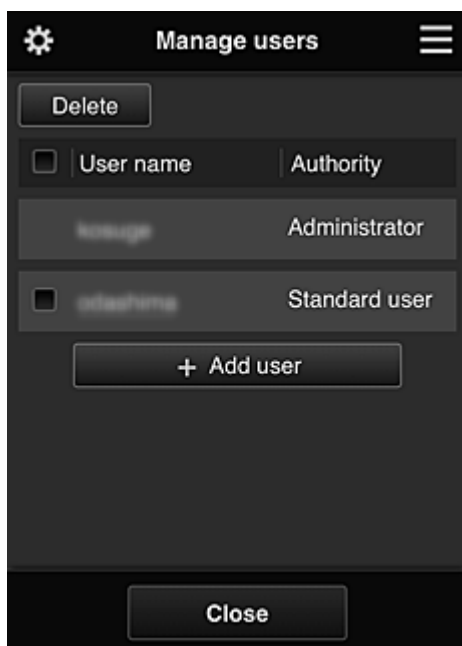 Manage users
Delete
User name Authority
Administrator
Standard user
+ Add user
Close